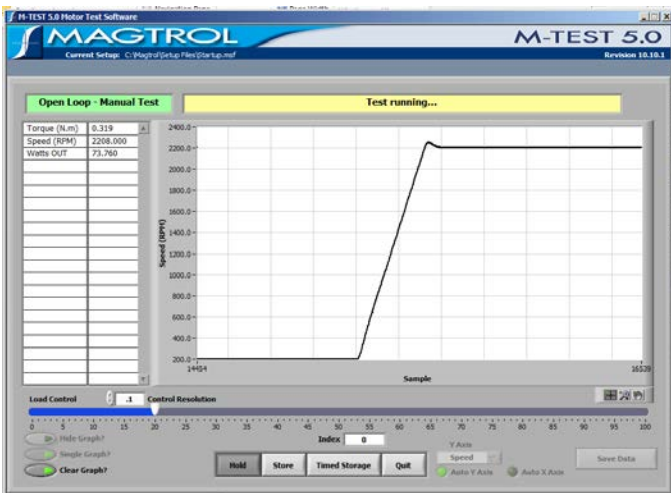 M-TEST 5.0 Motor Test Software
MAGTROL
M-TEST 5.0
Current Setup: C:\Magtrol\Setup Files\Startup.msf
Revision 10.10.1
Open Loop - Manual Test
Test running...
Torque (N.m) 0.319
Speed (RPM) 2208.000
Watts OUT 73.760
2400.0
2200.0
2000.0
1800.0
1600.0
1400.0
1200.0
1000.0
800.0
600.0
400.0
200.0
Speed (RPM)
14454
16539
Sample
Load Control
.1
Control Resolution
0 5 10 15 20 25 30 35 40 45 50 55 60 65 70 75 80 85 90 95 100
Hide Graph?
Single Graph?
Clear Graph?
Index 0
Hold
Store
Timed Storage
Quit
Y Axis
Speed
Auto Y Axis
Auto X Axis
Save Data